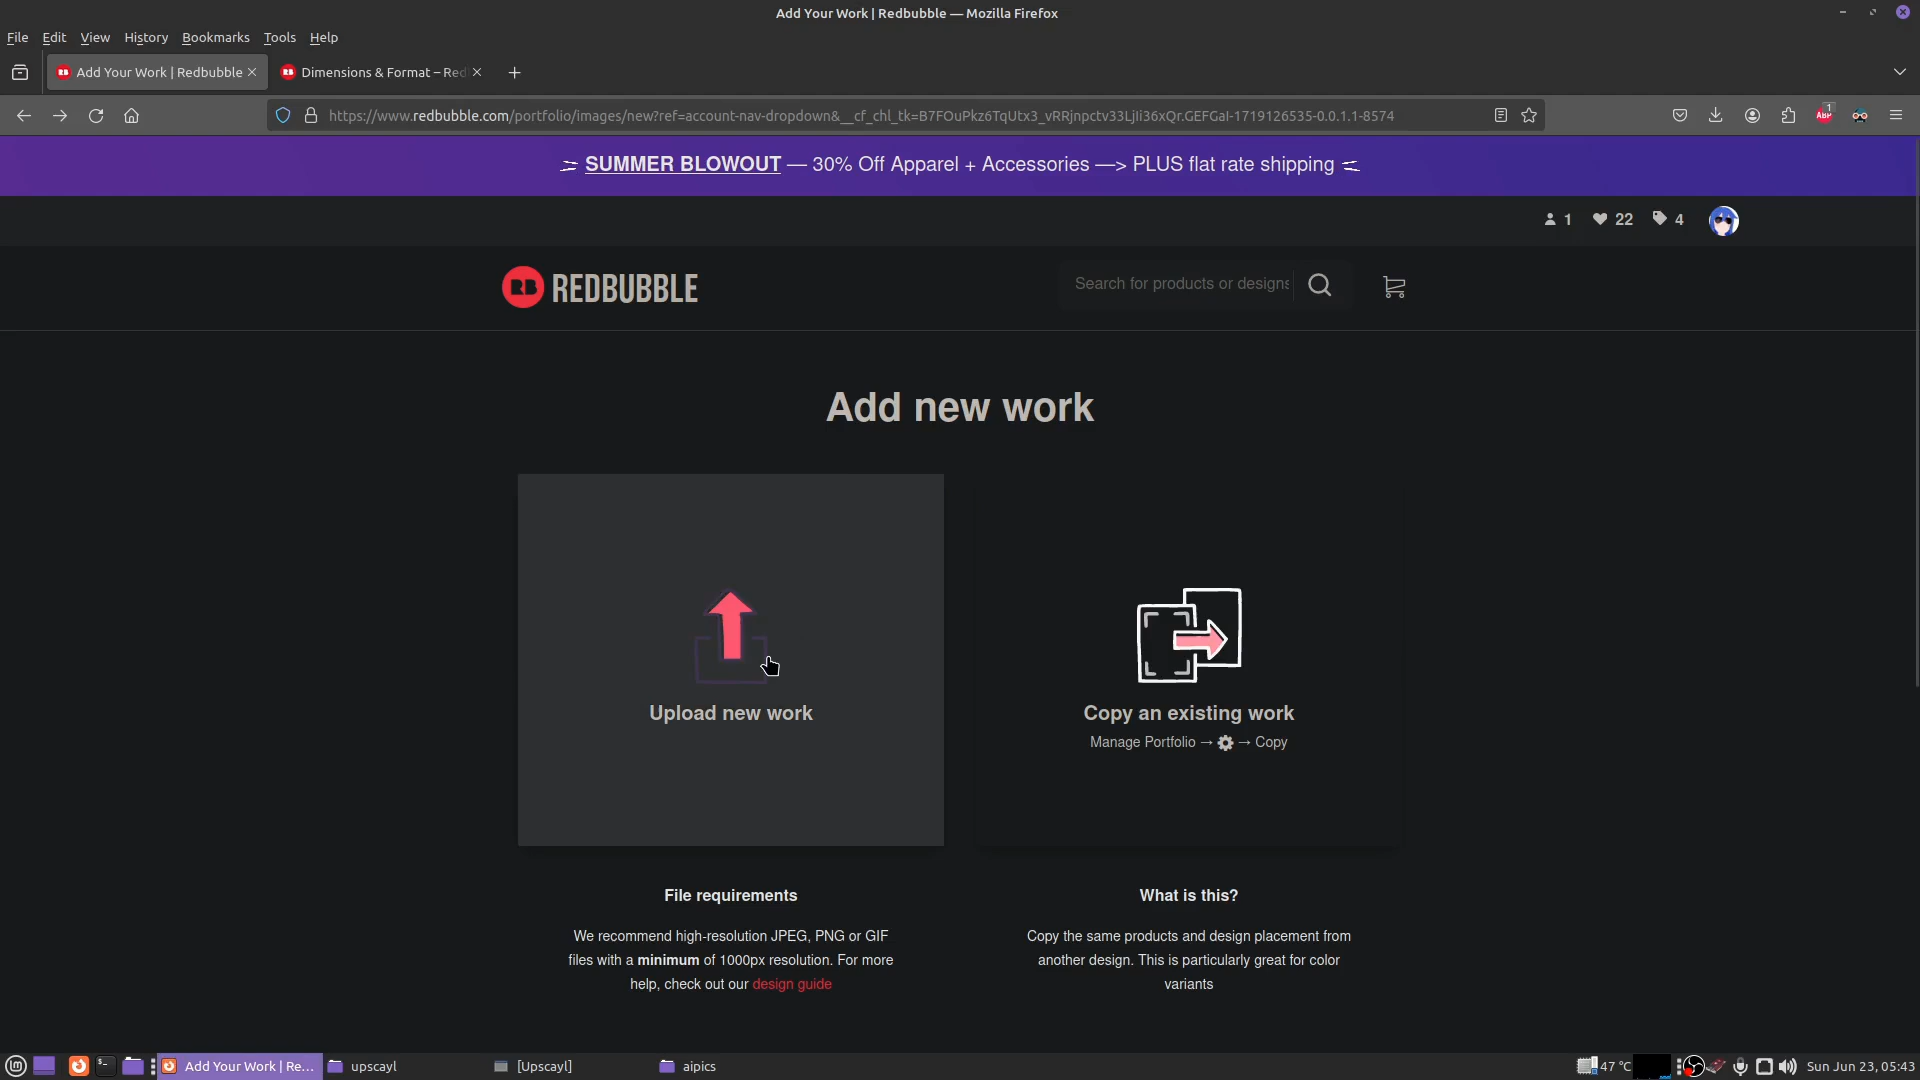 Add Your Work | Redbubble — Mozilla Firefox
File Edit View History Bookmarks Tools Help
Add Your Work | Redbubble
Dimensions & Format – Red
https://www.redbubble.com/portfolio/images/new?ref=account-nav-dropdown&__cf_chl_tk=B7FOuPkz6TqUtx3_vRRjnpctv33LjIi36xQr.GEFGaI-1719126535-0.0.1.1-8574
1
ABP
SUMMER BLOWOUT — 30% Off Apparel + Accessories —> PLUS flat rate shipping
1 22 4
RB REDBUBBLE
Search for products or designs
Add new work
Upload new work
Copy an existing work
Manage Portfolio → → Copy
File requirements
We recommend high-resolution JPEG, PNG or GIF
files with a minimum of 1000px resolution. For more
help, check out our design guide
What is this?
Copy the same products and design placement from
another design. This is particularly great for color
variants
Add Your Work | Re...
upscayl
[Upscayl]
aipics
47 °C
Sun Jun 23, 05:43